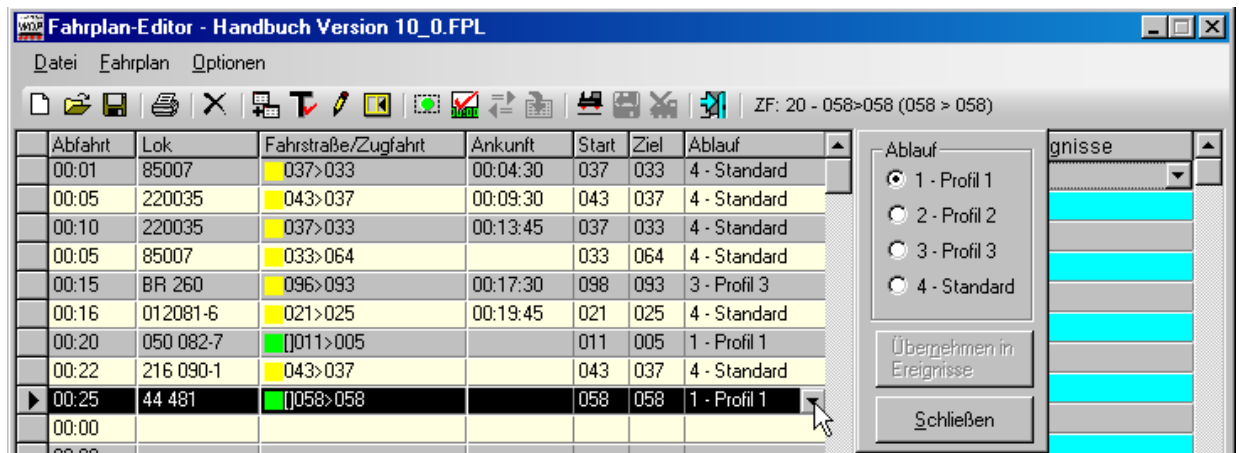 Fahrplan-Editor - Handbuch Version 10_0.FPL
Datei Fahrplan Optionen
ZF: 20 - 058>058 (058 > 058)
Abfahrt Lok Fahrstraße/Zugfahrt Ankunft Start Ziel Ablauf
00:01 85007 037>033 00:04:30 037 033 4 - Standard
00:05 220035 043>037 00:09:30 043 037 4 - Standard
00:10 220035 037>033 00:13:45 037 033 4 - Standard
00:05 85007 033>064 033 064 4 - Standard
00:15 BR 260 096>093 00:17:30 098 093 3 - Profil 3
00:16 012081-6 021>025 00:19:45 021 025 4 - Standard
00:20 050 082-7 []011>005 011 005 1 - Profil 1
00:22 216 090-1 043>037 043 037 4 - Standard
00:25 44 481 []058>058 058 058 1 - Profil 1
00:00
Ablauf
1 - Profil 1
2 - Profil 2
3 - Profil 3
4 - Standard
Übernehmen in
Ereignisse
Schließen
gnisse